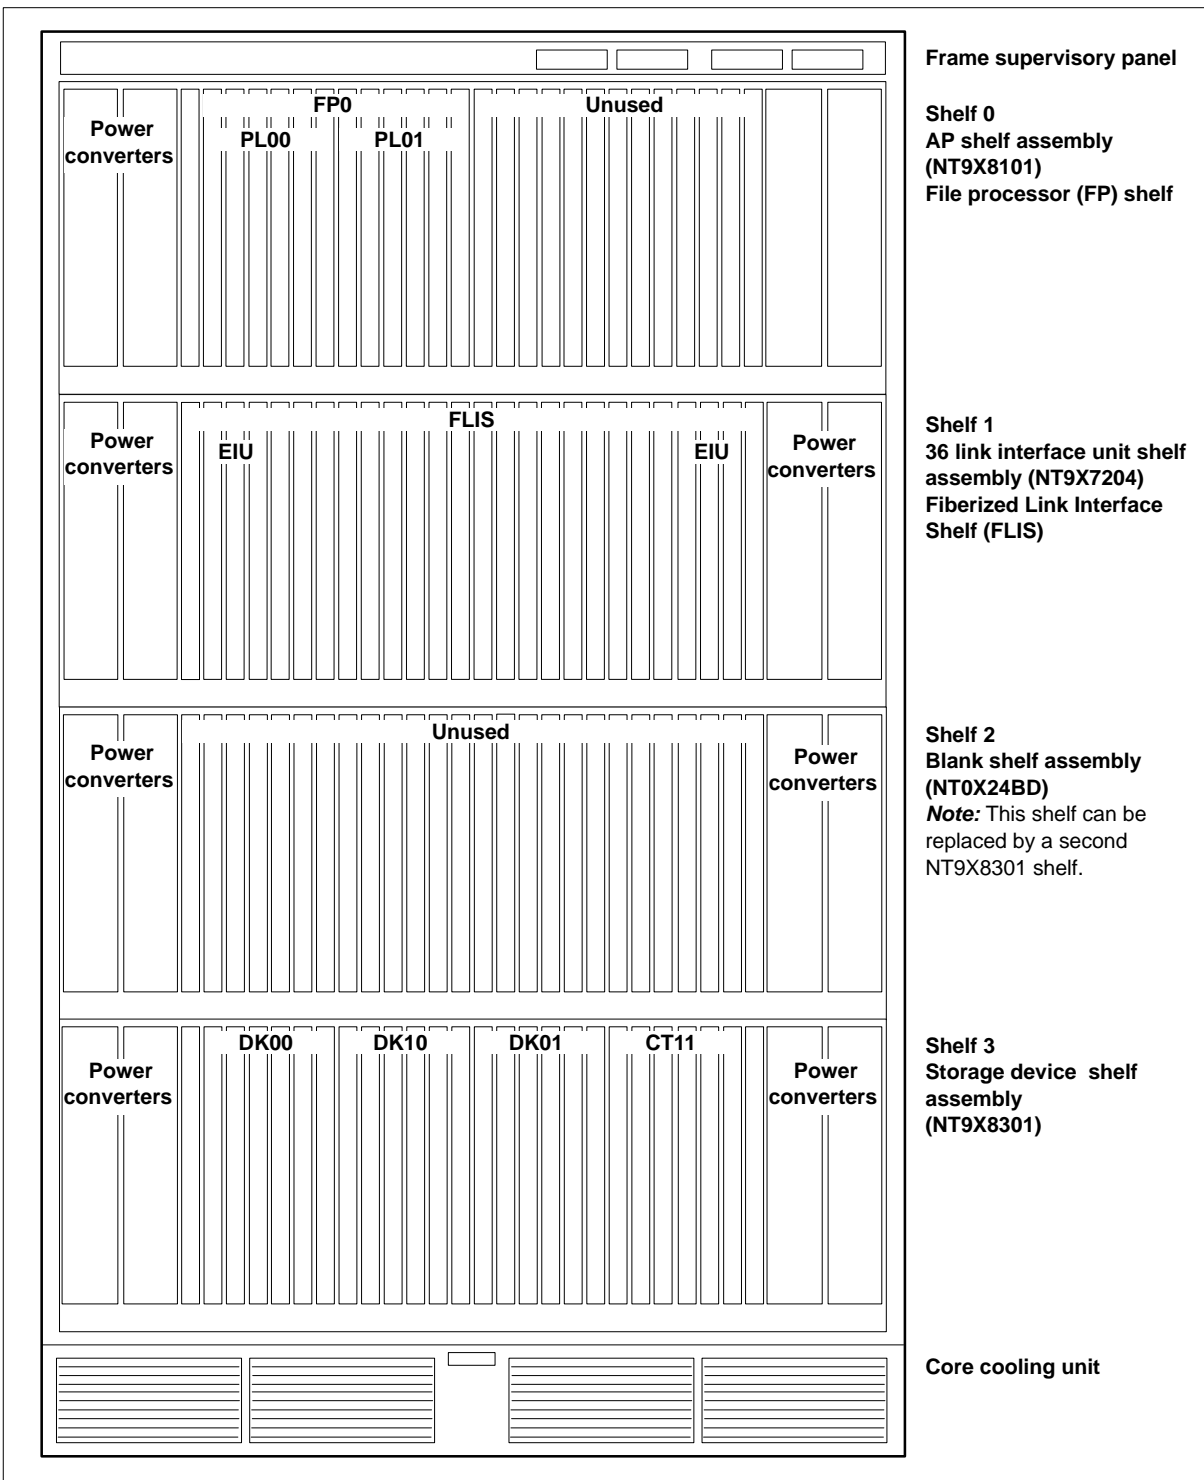 Frame supervisory panel
FP0
Unused
PL00
PL01
Power
converters
Shelf 0
AP shelf assembly
(NT9X8101)
File processor (FP) shelf
FLIS
EIU
EIU
Power
converters
Power
converters
Shelf 1
36 link interface unit shelf
assembly (NT9X7204)
Fiberized Link Interface
Shelf (FLIS)
Unused
Power
converters
Power
converters
Shelf 2
Blank shelf assembly
(NT0X24BD)
Note: This shelf can be
replaced by a second
NT9X8301 shelf.
DK00
DK10
DK01
CT11
Power
converters
Power
converters
Shelf 3
Storage device shelf
assembly
(NT9X8301)
Core cooling unit